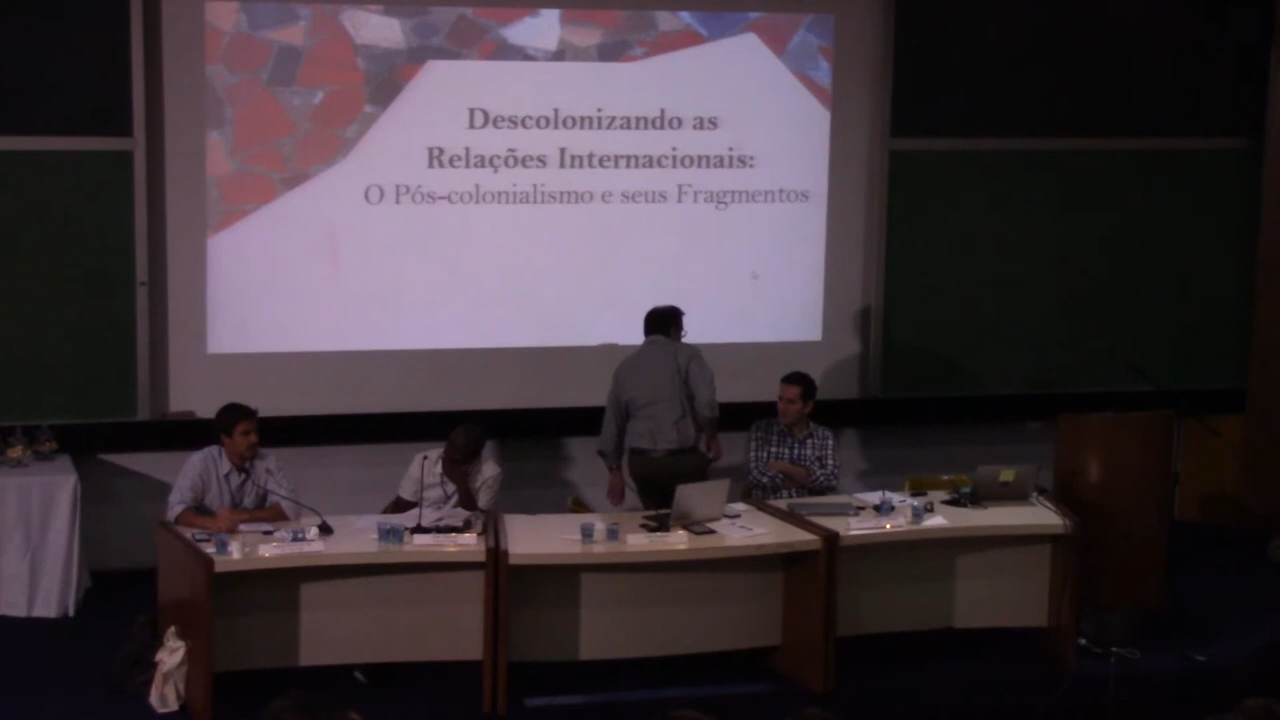 Descolonizando as
Relações Internacionais:
O Pós-colonialismo e seus Fragmentos